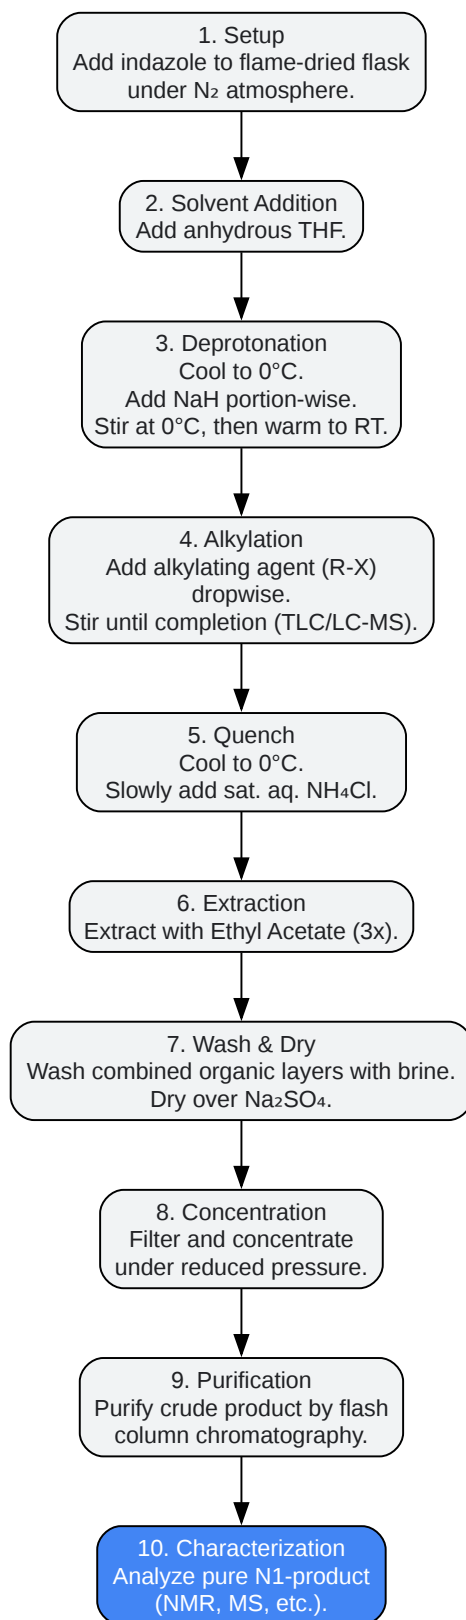 1. Setup
Add indazole to flame-dried flask
under N₂ atmosphere.
2. Solvent Addition
Add anhydrous THF.
3. Deprotonation
Cool to 0°C.
Add NaH portion-wise.
Stir at 0°C, then warm to RT.
4. Alkylation
Add alkylating agent (R-X)
dropwise.
Stir until completion (TLC/LC-MS).
5. Quench
Cool to 0°C.
Slowly add sat. aq. NH₄Cl.
6. Extraction
Extract with Ethyl Acetate (3x).
7. Wash & Dry
Wash combined organic layers with brine.
Dry over Na₂SO₄.
8. Concentration
Filter and concentrate
under reduced pressure.
9. Purification
Purify crude product by flash
column chromatography.
10. Characterization
Analyze pure N1-product
(NMR, MS, etc.).